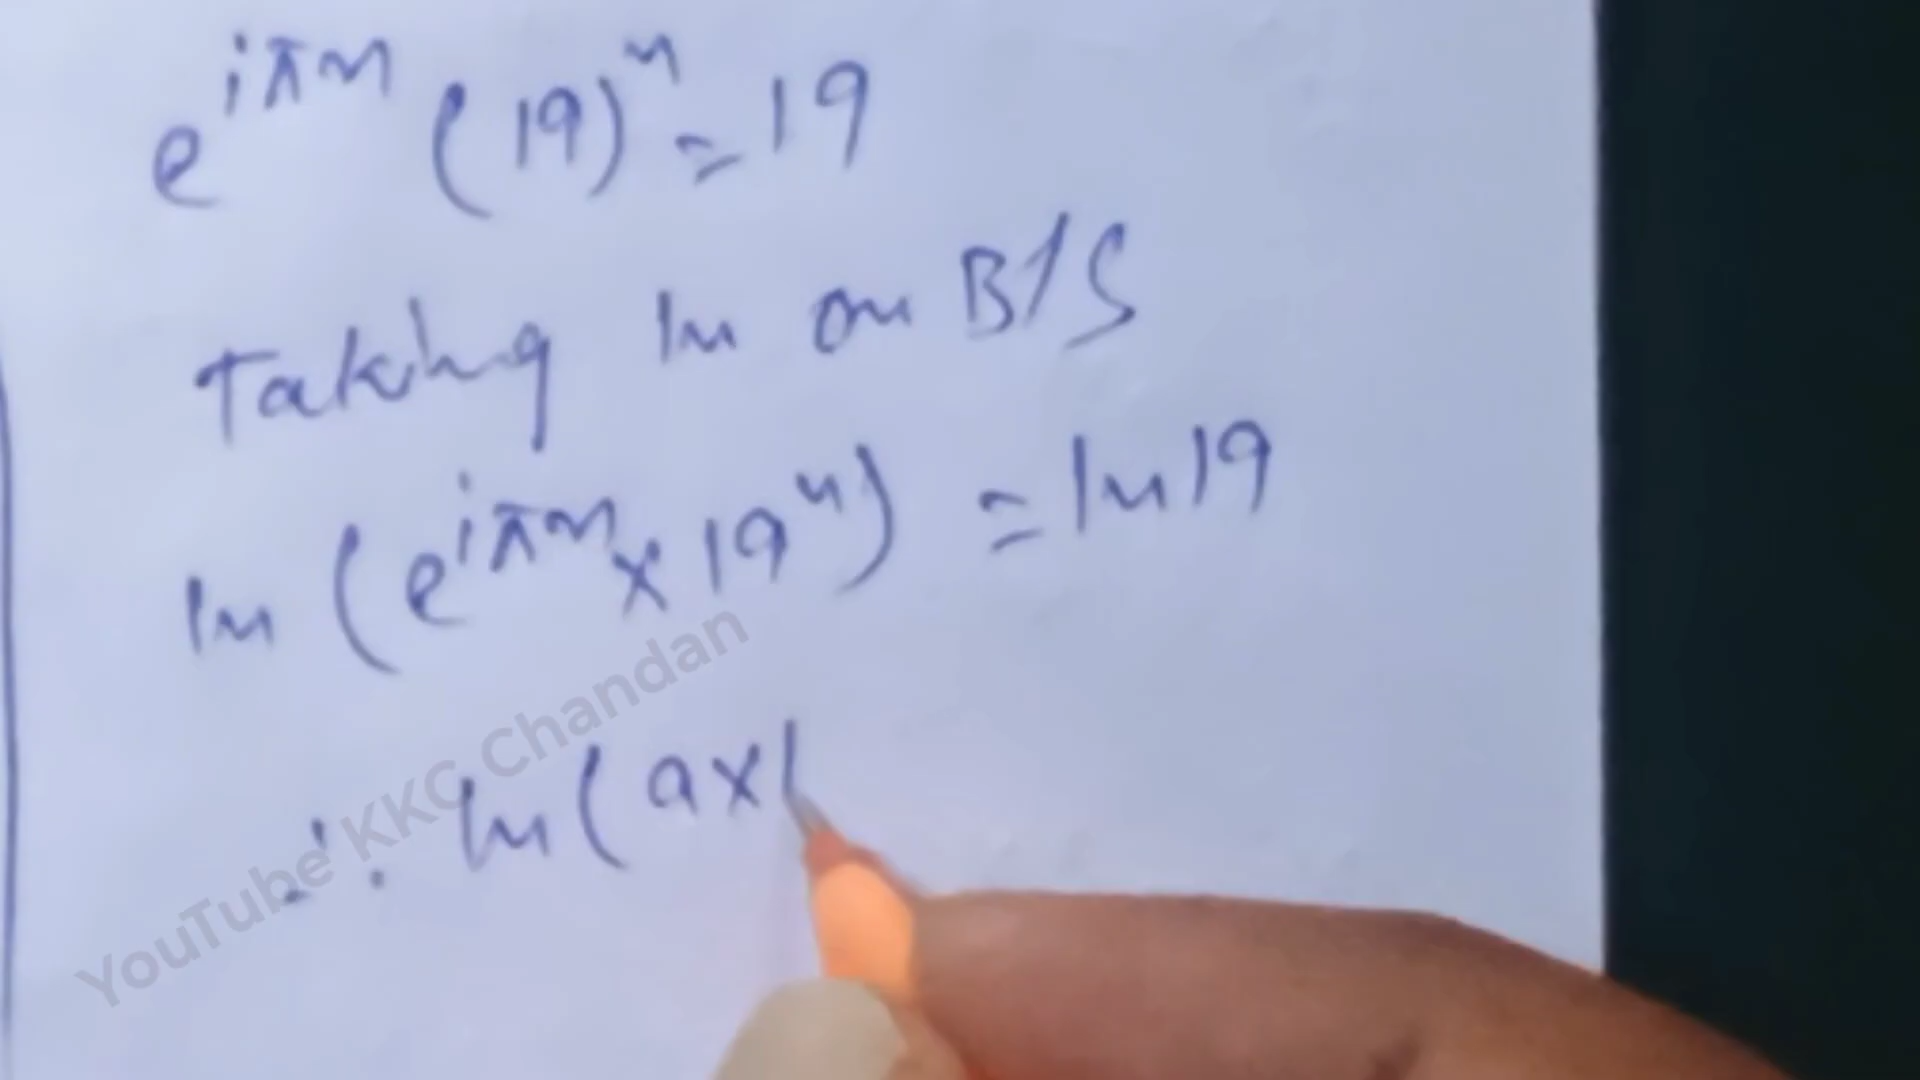 e^{iπn} (19)^n = 19
Taking ln on B/S
ln (e^{iπn} × 19^n) = ln 19
∴ ln ( a × l
YouTube KKC Chandan